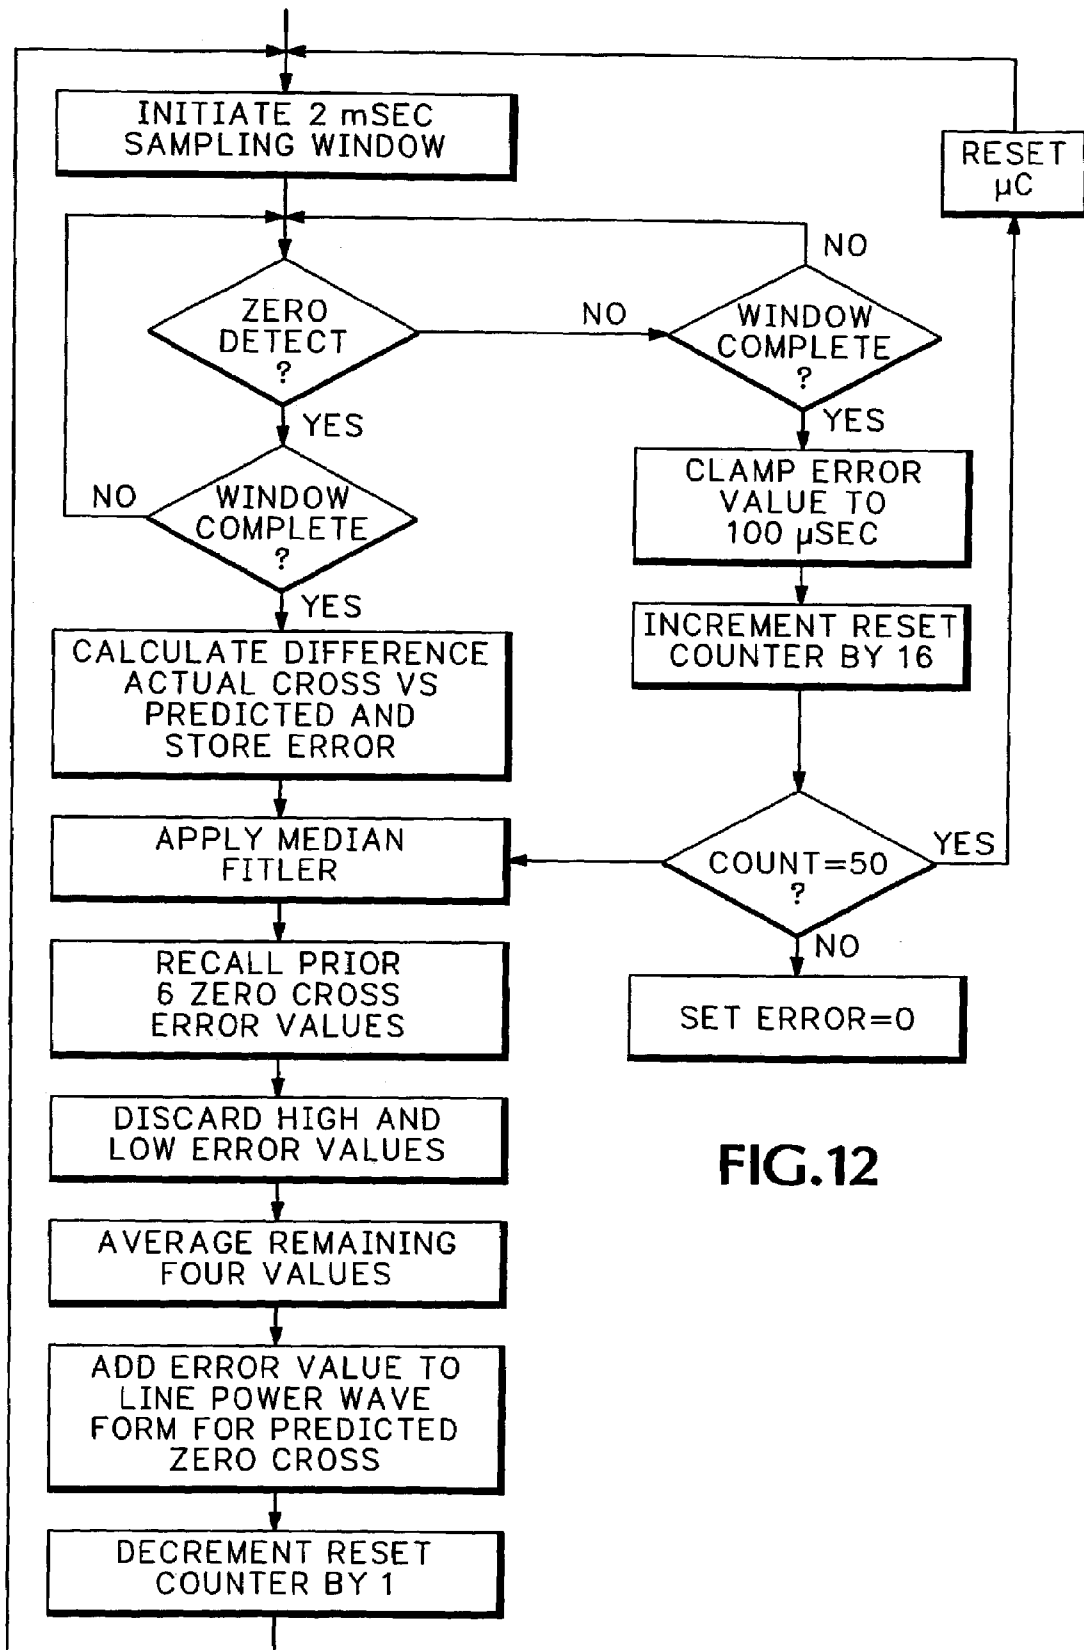 INITIATE 2 mSEC
SAMPLING WINDOW
RESET
µC
NO
ZERO
DETECT
?
NO
WINDOW
COMPLETE
?
YES
YES
NO
WINDOW
COMPLETE
?
CLAMP ERROR
VALUE TO
100 µSEC
YES
INCREMENT RESET
COUNTER BY 16
CALCULATE DIFFERENCE
ACTUAL CROSS VS
PREDICTED AND
STORE ERROR
APPLY MEDIAN
FITLER
COUNT=50
?
YES
NO
RECALL PRIOR
6 ZERO CROSS
ERROR VALUES
SET ERROR=0
DISCARD HIGH AND
LOW ERROR VALUES
FIG.12
AVERAGE REMAINING
FOUR VALUES
ADD ERROR VALUE TO
LINE POWER WAVE
FORM FOR PREDICTED
ZERO CROSS
DECREMENT RESET
COUNTER BY 1